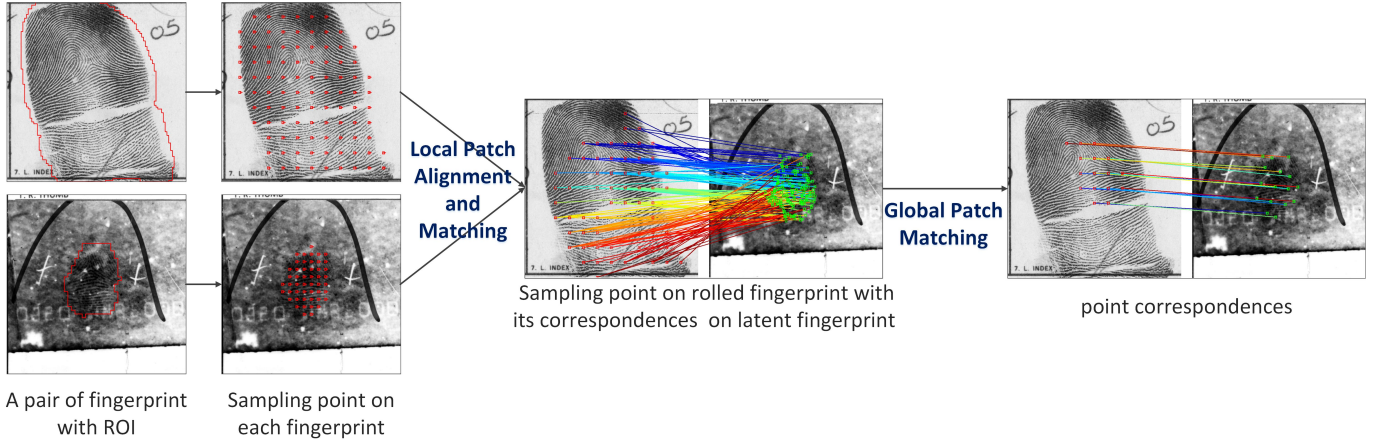 05
7. L. INDEX
05
7. L. INDEX
Local Patch
Alignment
and
Matching
05
7. L. INDEX
Global Patch
Matching
05
7. L. INDEX
Sampling point on rolled fingerprint with
its correspondences on latent fingerprint
point correspondences
A pair of fingerprint
with ROI
Sampling point on
each fingerprint